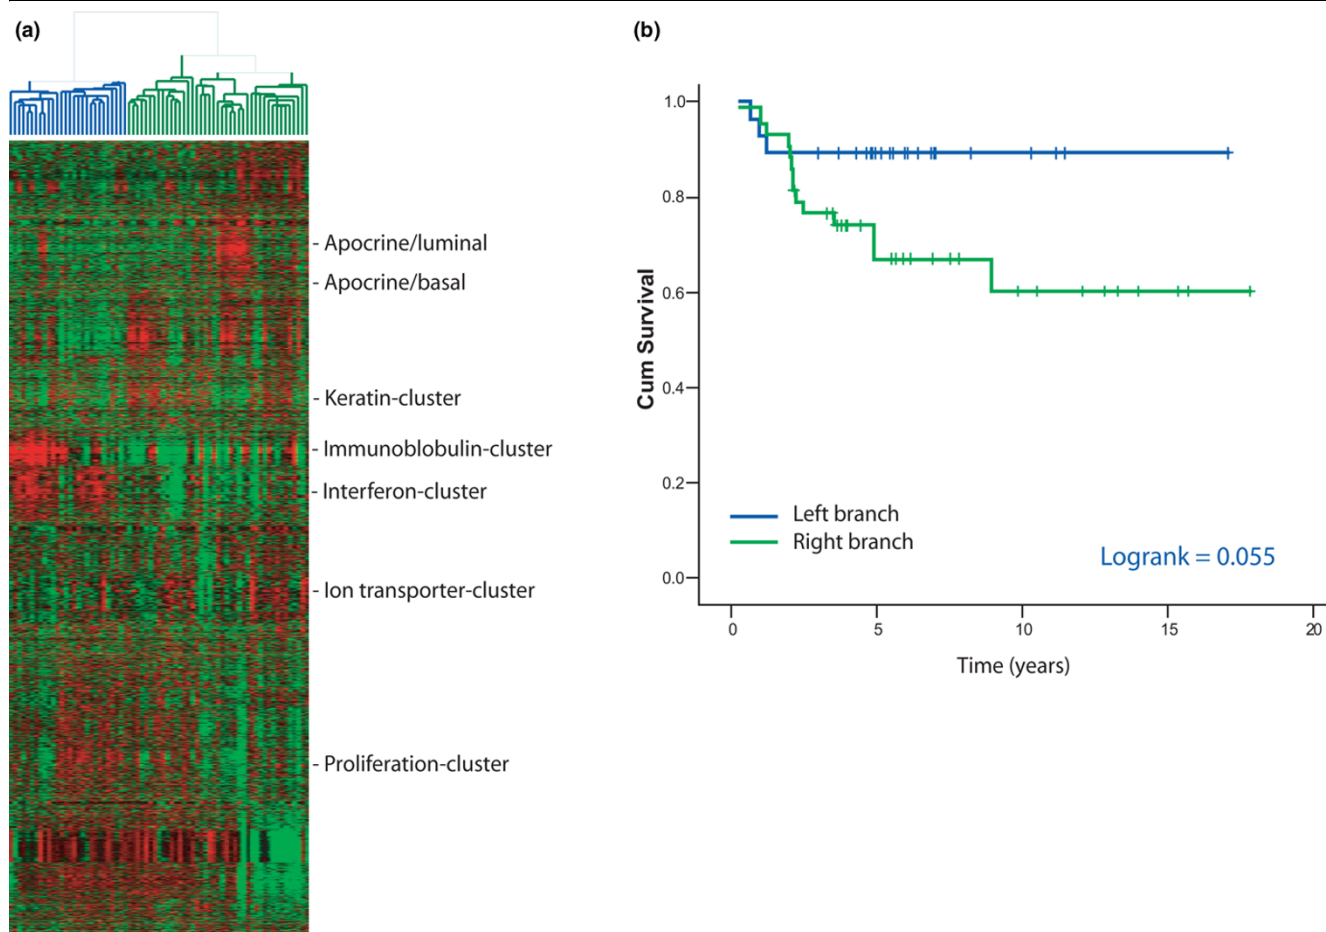 (a)
- Apocrine/luminal
- Apocrine/basal
- Keratin-cluster
- Immunoblobulin-cluster
- Interferon-cluster
- Ion transporter-cluster
- Proliferation-cluster
(b)
Cum Survival
1.0
0.8
0.6
0.4
0.2
0.0
Left branch
Right branch
Logrank = 0.055
0 5 10 15 20
Time (years)